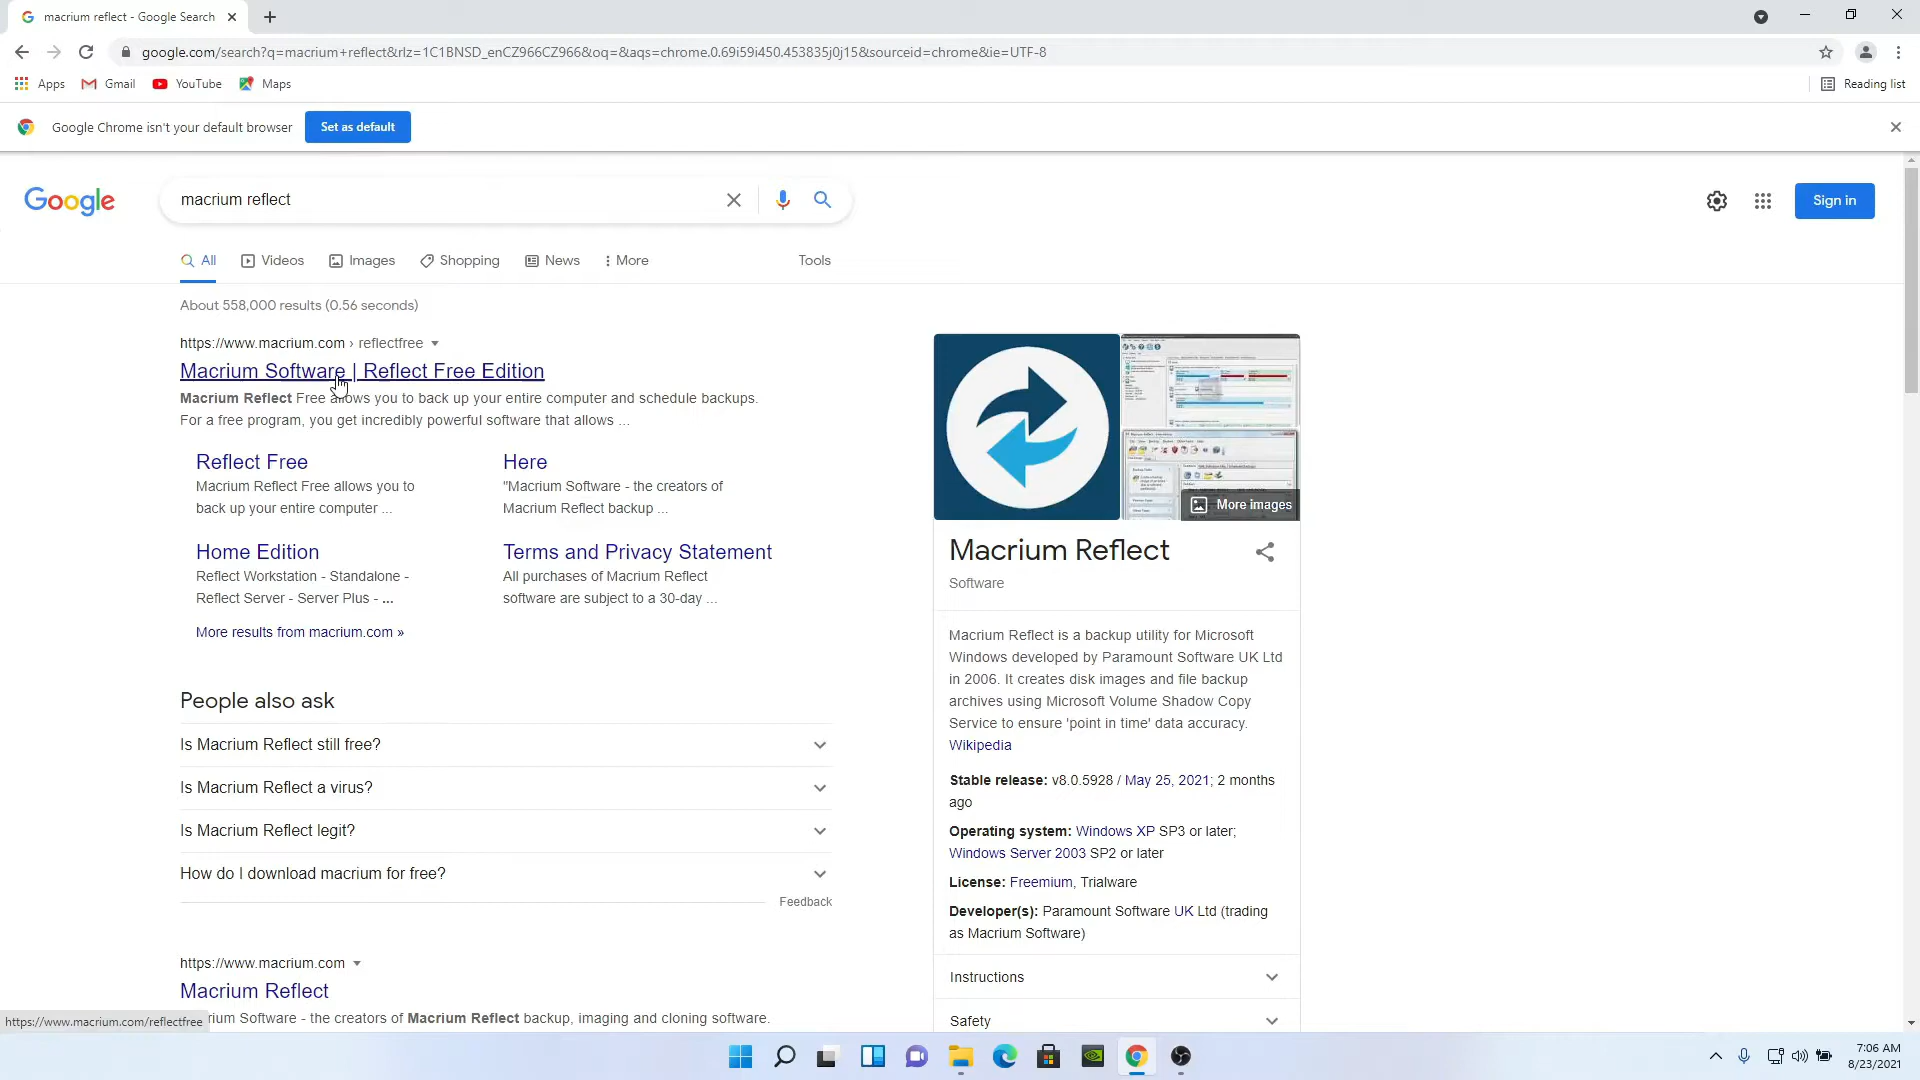 macrium reflect - Google Search
google.com/search?q=macrium+reflect&rlz=1C1BNSD_enCZ966CZ966&oq=&aqs=chrome.0.69i59i450.453835j0j15&sourceid=chrome&ie=UTF-8
Apps Gmail YouTube Maps Reading list
Google Chrome isn't your default browser Set as default
Google macrium reflect Sign in
All Videos Images Shopping News More Tools
About 558,000 results (0.56 seconds)
https://www.macrium.com › reflectfree
Macrium Software | Reflect Free Edition
Macrium Reflect Free allows you to back up your entire computer and schedule backups.
For a free program, you get incredibly powerful software that allows ...
Reflect Free
Macrium Reflect Free allows you to
back up your entire computer ...
Here
"Macrium Software - the creators of
Macrium Reflect backup ...
Home Edition
Reflect Workstation - Standalone -
Reflect Server - Server Plus - ...
Terms and Privacy Statement
All purchases of Macrium Reflect
software are subject to a 30-day ...
More results from macrium.com »
People also ask
Is Macrium Reflect still free?
Is Macrium Reflect a virus?
Is Macrium Reflect legit?
How do I download macrium for free?
Feedback
https://www.macrium.com
Macrium Reflect
rium Software - the creators of Macrium Reflect backup, imaging and cloning software.
https://www.macrium.com/reflectfree
More images
Macrium Reflect
Software
Macrium Reflect is a backup utility for Microsoft
Windows developed by Paramount Software UK Ltd
in 2006. It creates disk images and file backup
archives using Microsoft Volume Shadow Copy
Service to ensure 'point in time' data accuracy.
Wikipedia
Stable release: v8.0.5928 / May 25, 2021; 2 months
ago
Operating system: Windows XP SP3 or later;
Windows Server 2003 SP2 or later
License: Freemium, Trialware
Developer(s): Paramount Software UK Ltd (trading
as Macrium Software)
Instructions
Safety
7:06 AM
8/23/2021